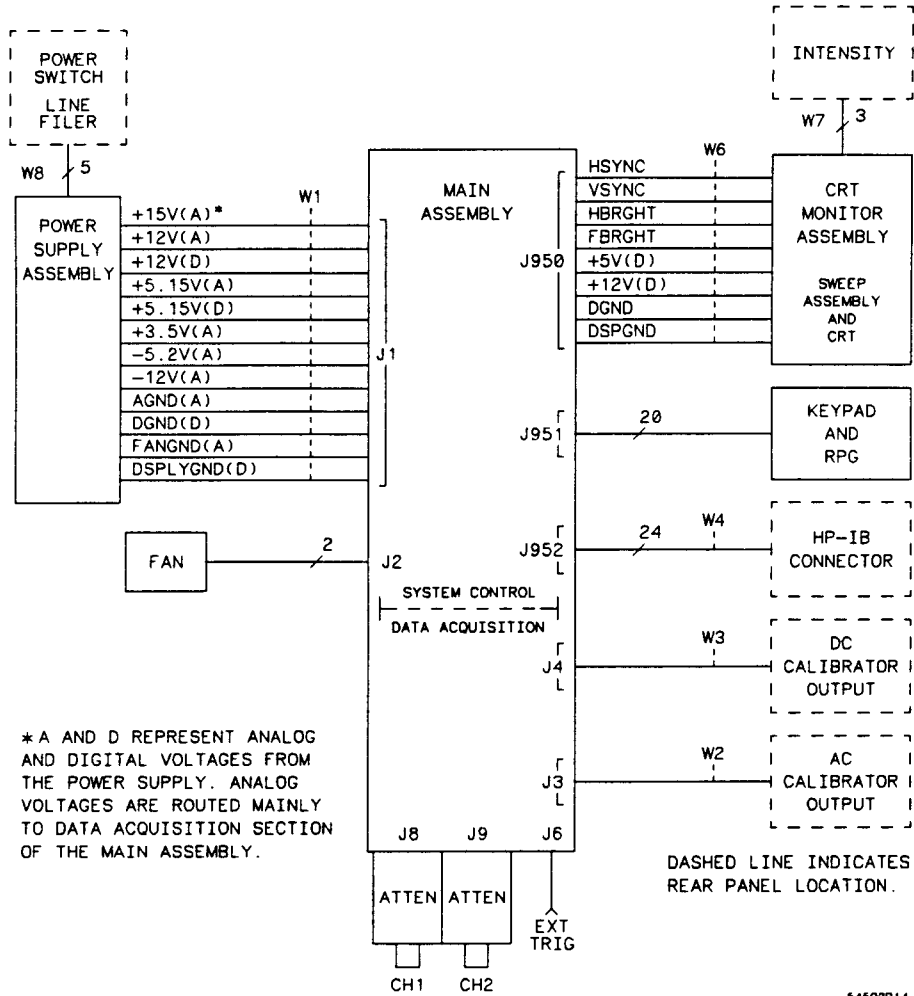 POWER
SWITCH
LINE
FILER
W8
5
POWER
SUPPLY
ASSEMBLY
W1
+15V(A)*
+12V(A)
+12V(D)
+5.15V(A)
+5.15V(D)
+3.5V(A)
-5.2V(A)
-12V(A)
AGND(A)
DGND(D)
FANGND(A)
DSPLYGND(D)
J1
FAN
2
J2
MAIN
ASSEMBLY
SYSTEM CONTROL
DATA ACQUISITION
INTENSITY
W7
3
W6
HSYNC
VSYNC
HBRGHT
FBRGHT
+5V(D)
+12V(D)
DGND
DSPGND
J950
CRT
MONITOR
ASSEMBLY
SWEEP
ASSEMBLY
AND
CRT
J951
20
KEYPAD
AND
RPG
J952
24
W4
HP-IB
CONNECTOR
J4
W3
DC
CALIBRATOR
OUTPUT
J3
W2
AC
CALIBRATOR
OUTPUT
*A AND D REPRESENT ANALOG
AND DIGITAL VOLTAGES FROM
THE POWER SUPPLY. ANALOG
VOLTAGES ARE ROUTED MAINLY
TO DATA ACQUISITION SECTION
OF THE MAIN ASSEMBLY.
J8
J9
J6
ATTEN
ATTEN
EXT
TRIG
CH1
CH2
DASHED LINE INDICATES
REAR PANEL LOCATION.